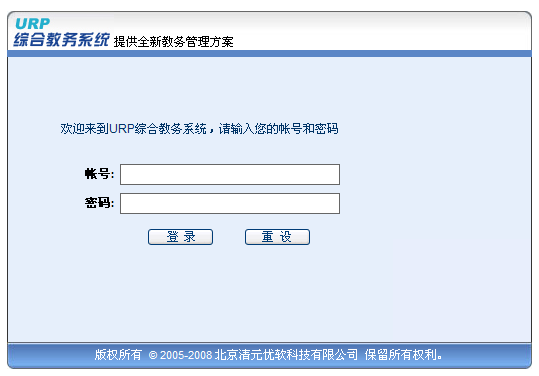 URP
综合教务系统 提供全新教务管理方案
欢迎来到URP综合教务系统，请输入您的帐号和密码
帐号:
密码:
登 录 重 设
版权所有 © 2005-2008 北京清元优软科技有限公司 保留所有权利。